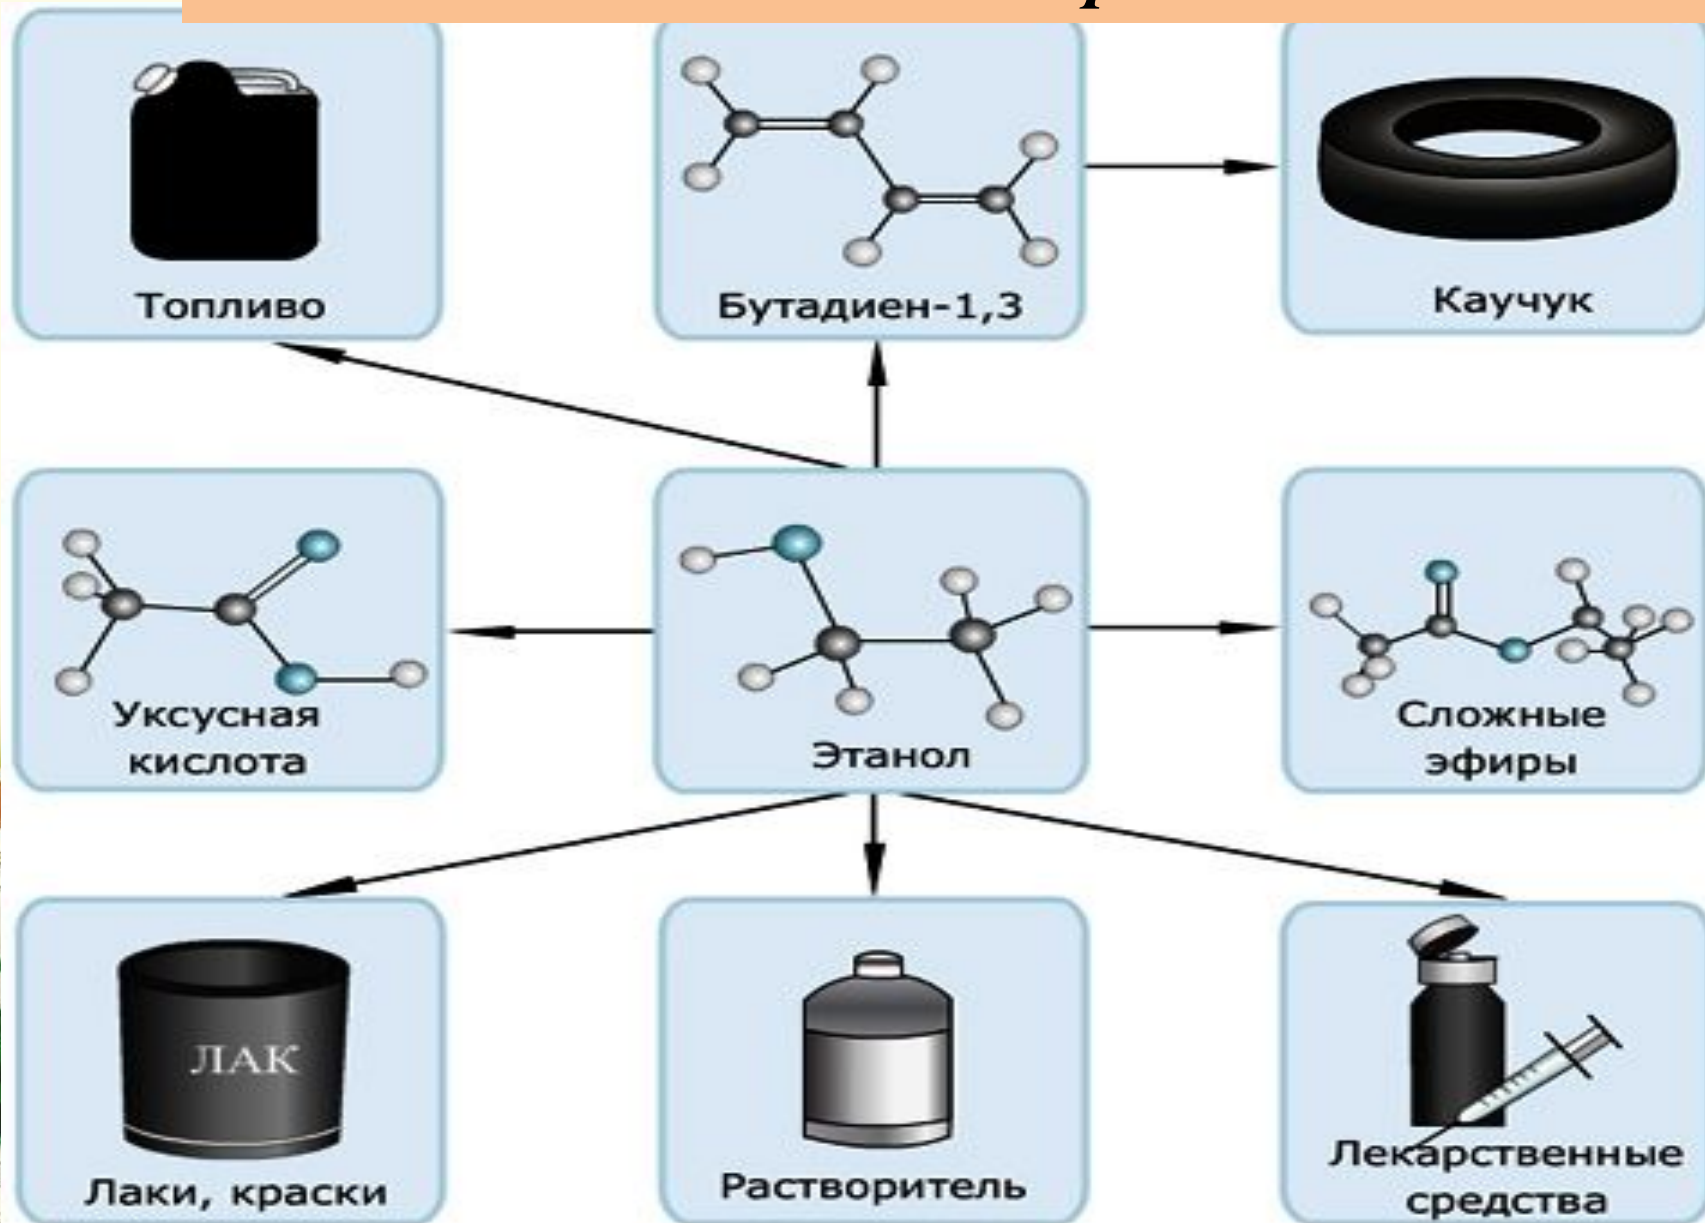 Топливо
Бутадиен-1,3
Каучук
Уксусная
кислота
Этанол
Сложные
эфиры
ЛАК
Лаки, краски
Растворитель
Лекарственные
средства